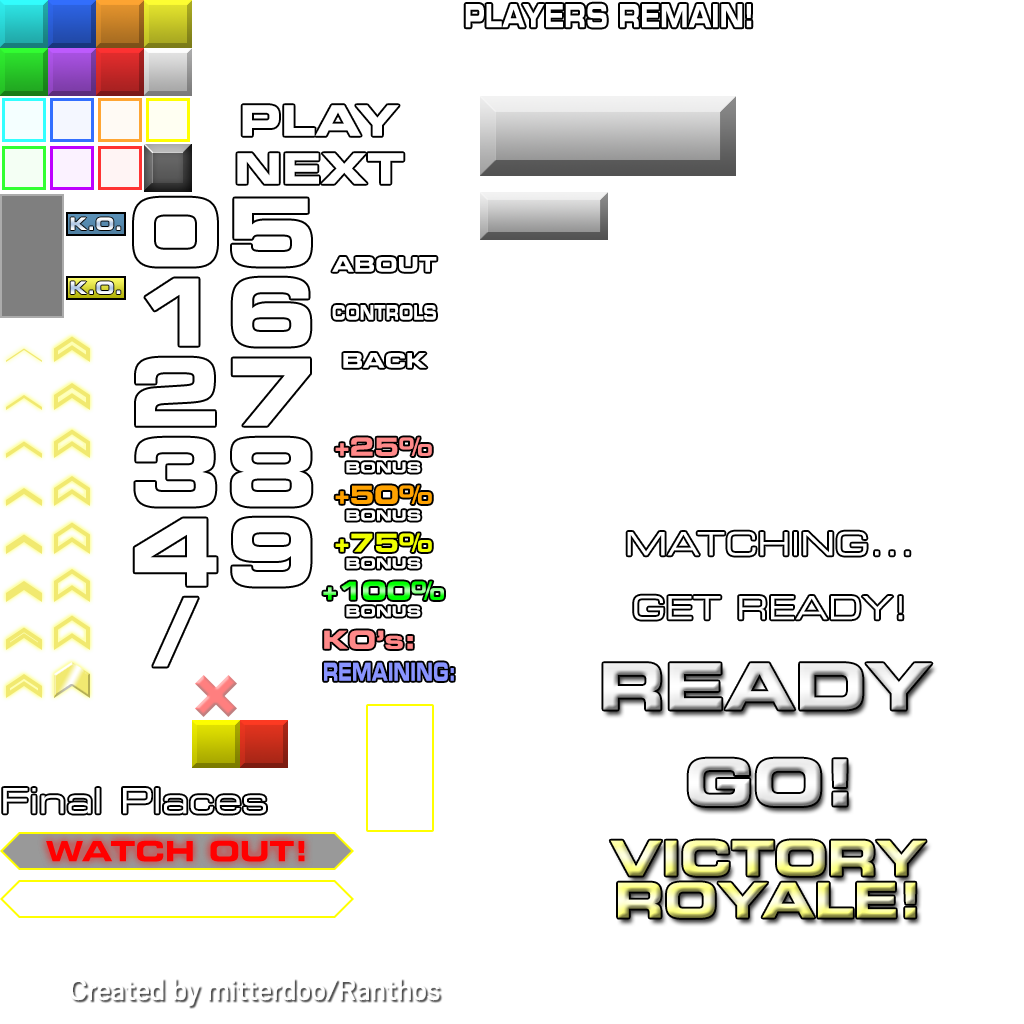 PLAYERS REMAIN!
PLAY
NEXT
K.O.
K.O.
0 5
1 6
2 7
3 8
4 9
/
ABOUT
CONTROLS
BACK
+25%
BONUS
+50%
BONUS
+75%
BONUS
+100%
BONUS
KO's:
REMAINING:
MATCHING...
GET READY!
READY
GO!
VICTORY
ROYALE!
Final Places
WATCH OUT!
Created by mitterdoo/Ranthos